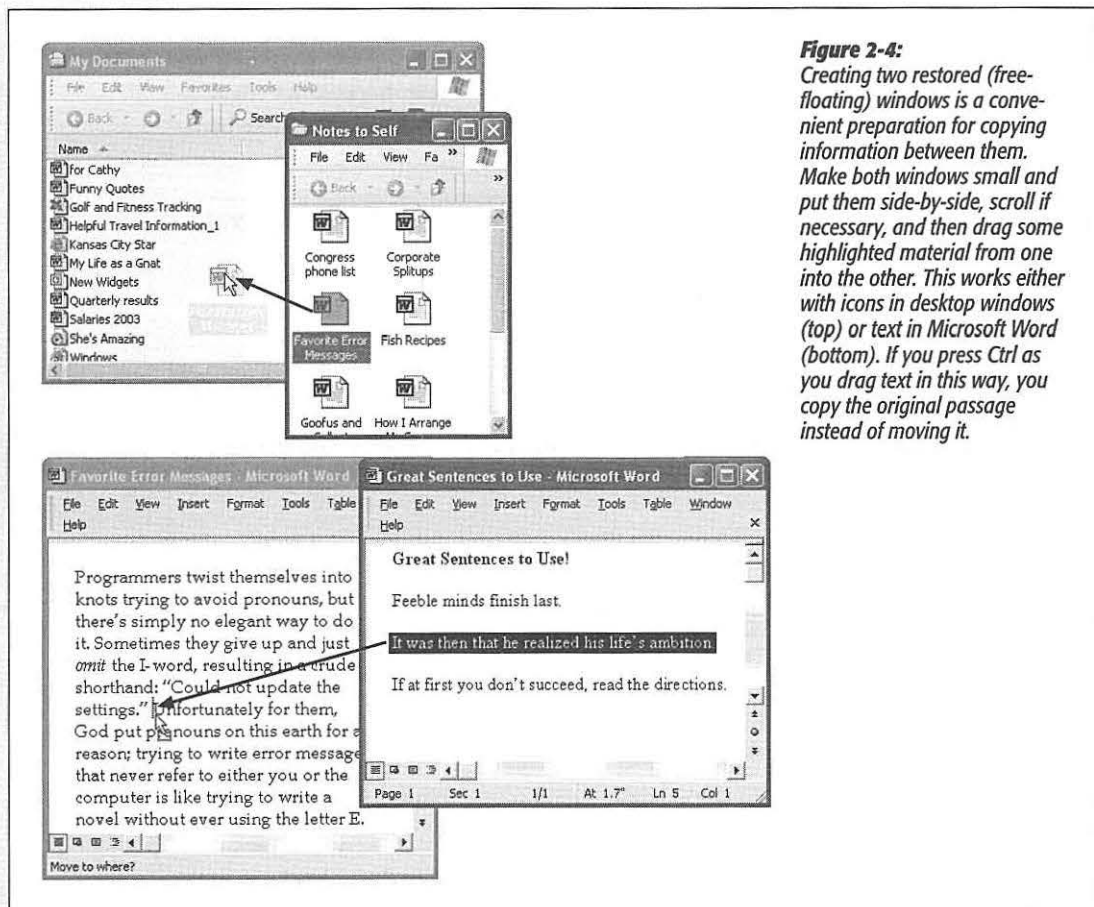 My Documents
File Edit View Favorites Tools Help
Back Search
Name
for Cathy
Funny Quotes
Golf and Fitness Tracking
Helpful Travel Information_1
Kansas City Star
My Life as a Gnat
New Widgets
Quarterly results
Salaries 2003
She's Amazing
Windows
Notes to Self
File Edit View Fa »
Back »
Congress
phone list
Corporate
Splitups
Favorite Error
Messages
Fish Recipes
Goofus and
How I Arrange
Figure 2-4:
Creating two restored (free-
floating) windows is a conve-
nient preparation for copying
information between them.
Make both windows small and
put them side-by-side, scroll if
necessary, and then drag some
highlighted material from one
into the other. This works either
with icons in desktop windows
(top) or text in Microsoft Word
(bottom). If you press Ctrl as
you drag text in this way, you
copy the original passage
instead of moving it.
Favorite Error Messages - Microsoft Word
File Edit View Insert Format Tools Table
Help
Programmers twist themselves into
knots trying to avoid pronouns, but
there's simply no elegant way to do
it. Sometimes they give up and just
omit the I-word, resulting in a crude
shorthand: “Could not update the
settings.” Unfortunately for them,
God put pronouns on this earth for a
reason; trying to write error message
that never refer to either you or the
computer is like trying to write a
novel without ever using the letter E.
Move to where?
Great Sentences to Use - Microsoft Word
File Edit View Insert Format Tools Table Window
Help
Great Sentences to Use!
Feeble minds finish last.
It was then that he realized his life's ambition.
If at first you don't succeed, read the directions.
Page 1 Sec 1 1/1 At 1.7" Ln 5 Col 1